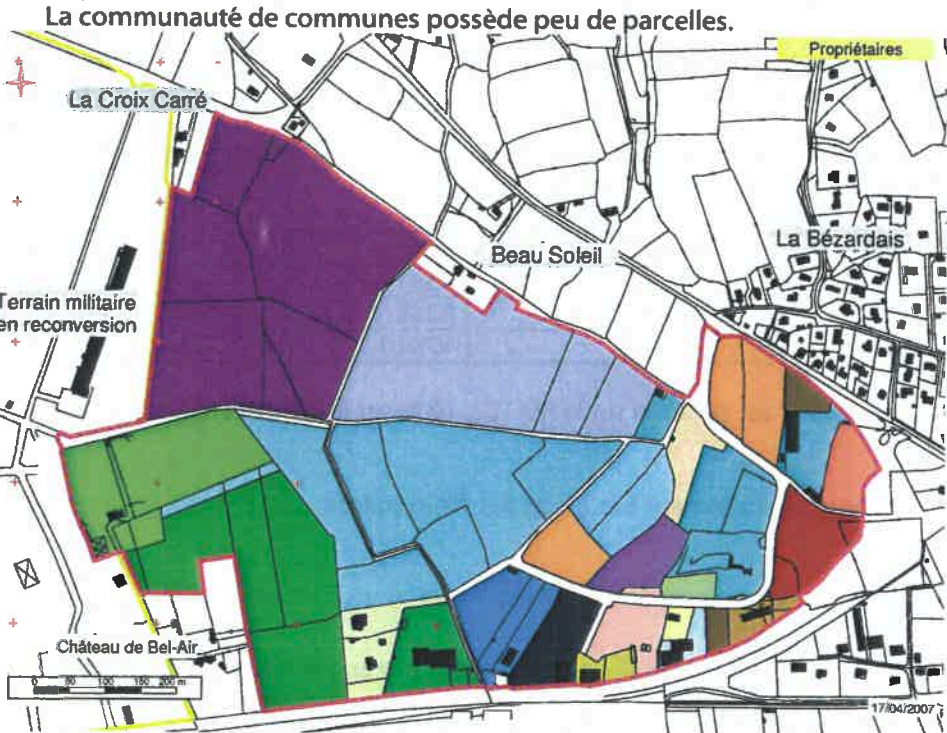 La communauté de communes possède peu de parcelles.
Propriétaires
La Croix Carré
Beau Soleil
La Bézardais
Terrain militaire
en reconversion
Château de Bel-Air
0 50 100 150 200 m
17/04/2007